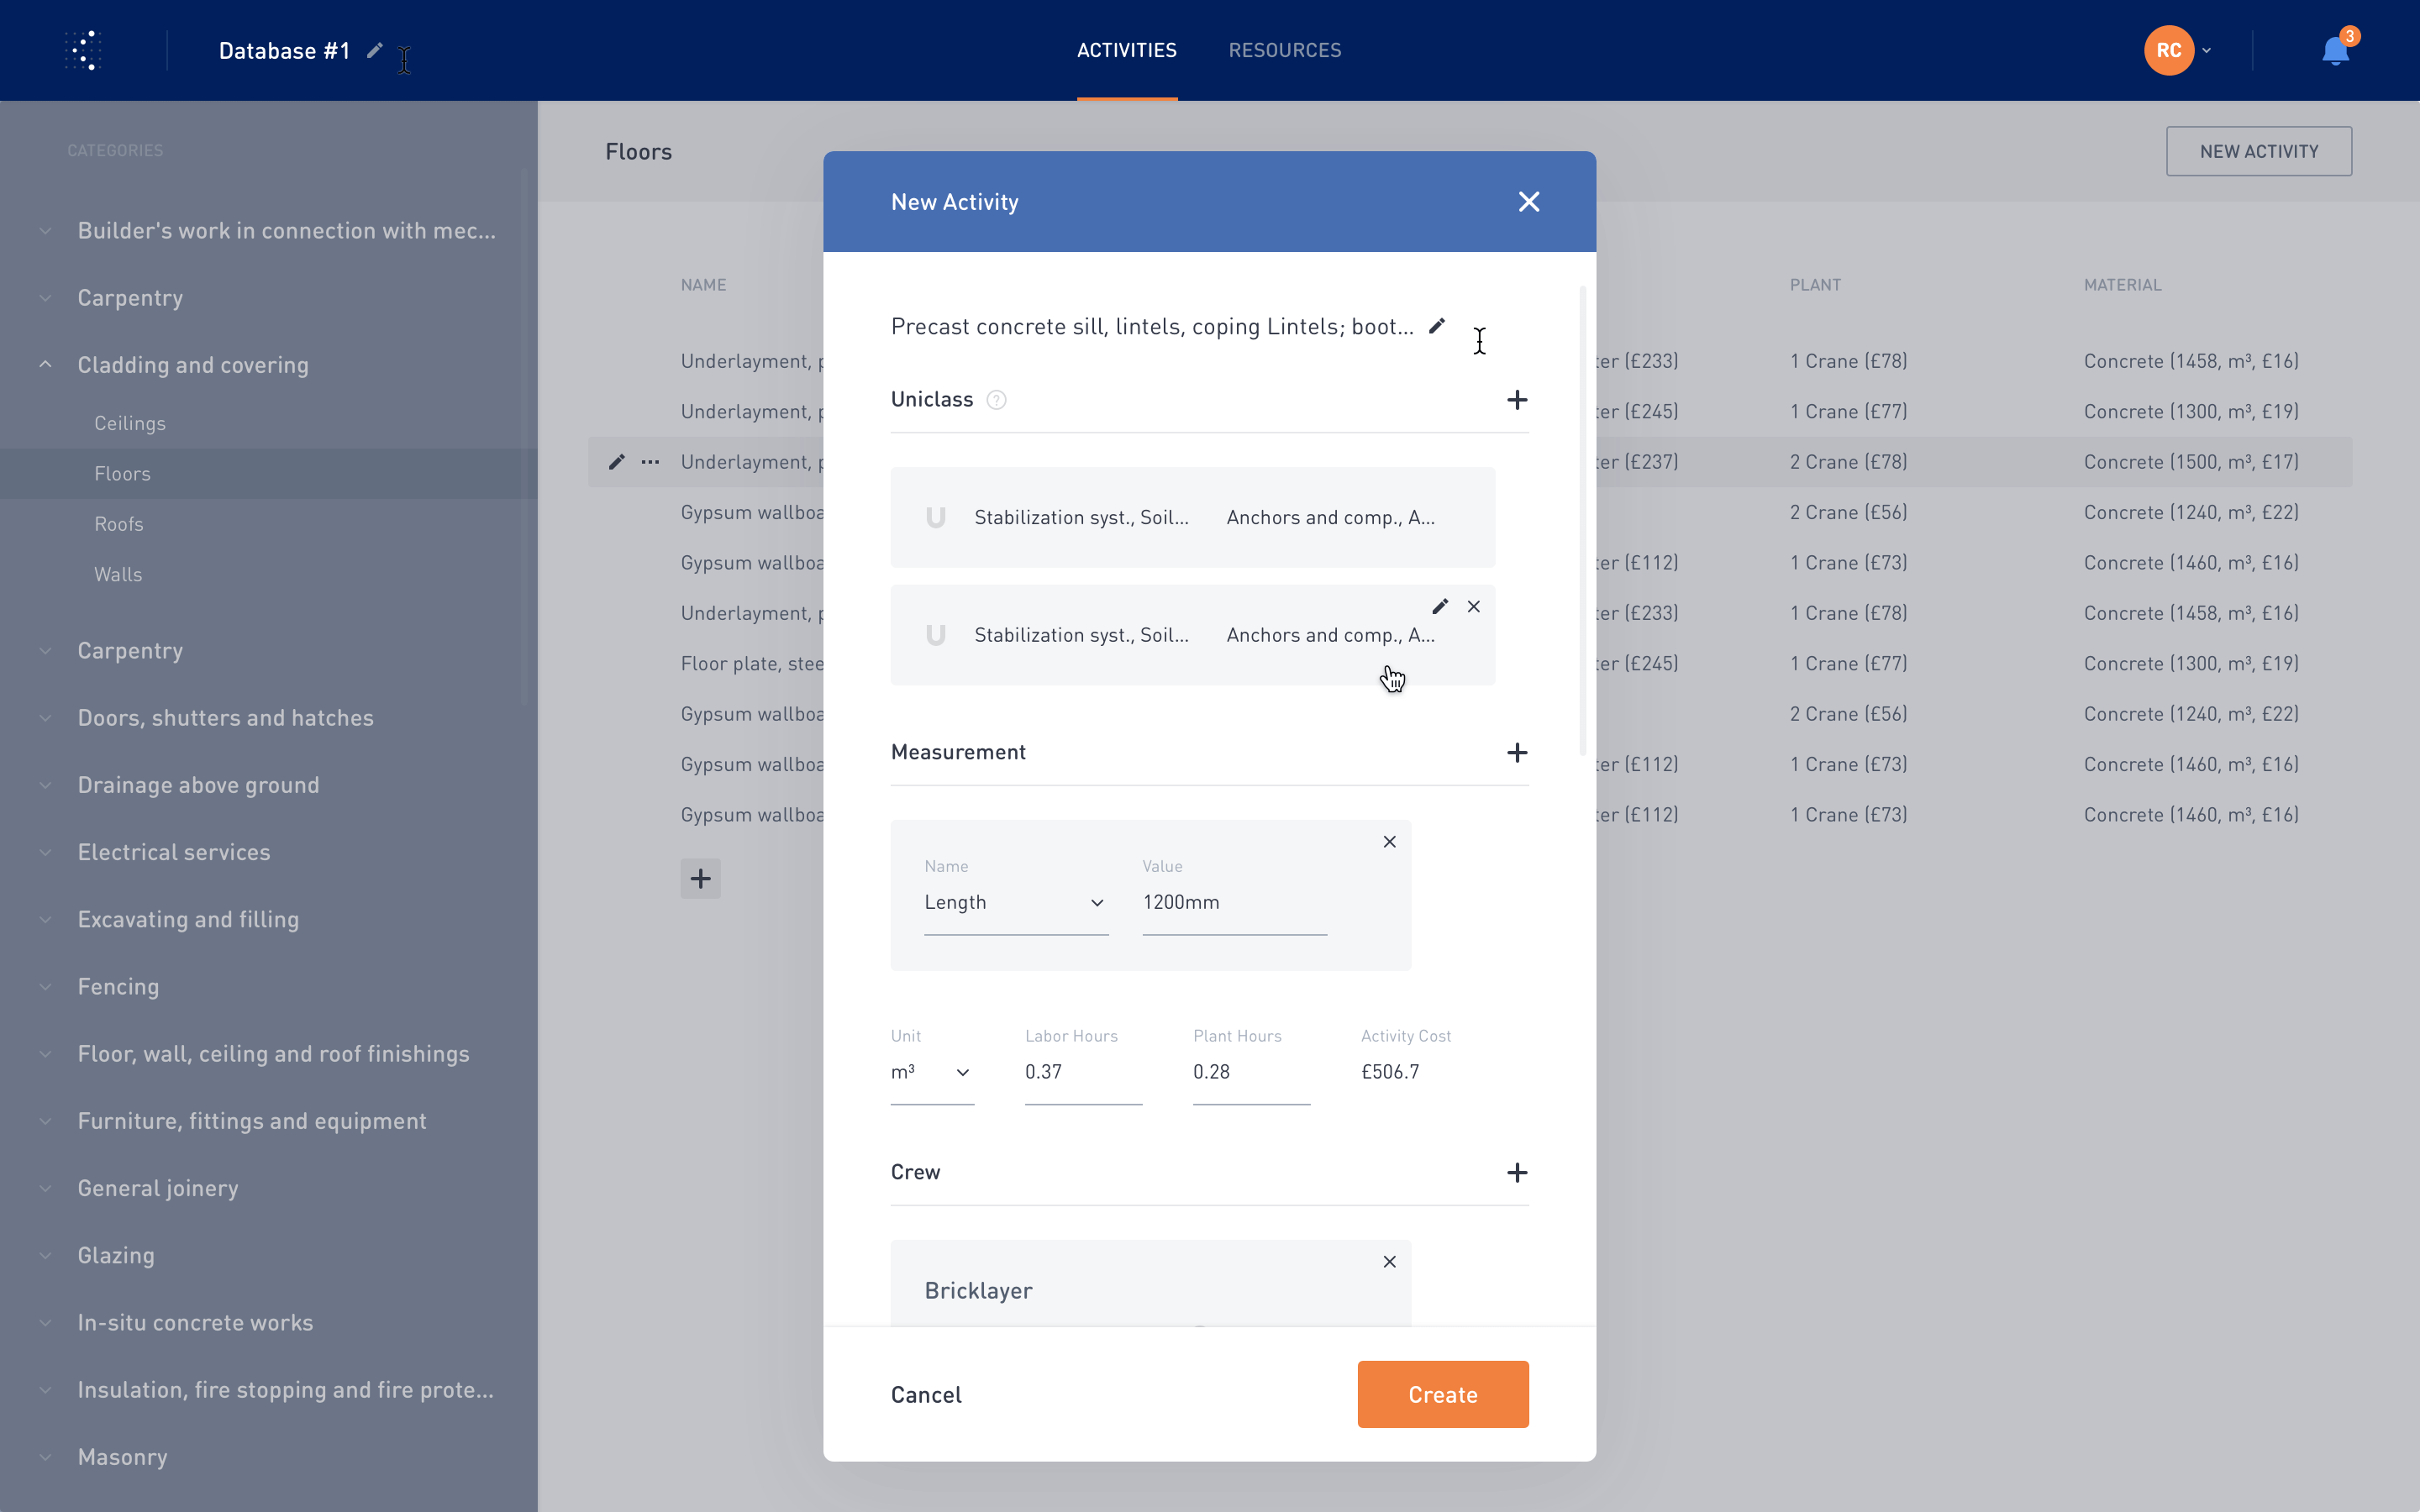 Database #1
ACTIVITIES
RESOURCES
RC
3
CATEGORIES
Builder's work in connection with mec...
Carpentry
Cladding and covering
Ceilings
Floors
Roofs
Walls
Carpentry
Doors, shutters and hatches
Drainage above ground
Electrical services
Excavating and filling
Fencing
Floor, wall, ceiling and roof finishings
Furniture, fittings and equipment
General joinery
Glazing
In-situ concrete works
Insulation, fire stopping and fire prote...
Masonry
Floors
NEW ACTIVITY
NAME
PLANT
MATERIAL
Underlayment, p
ter (£233)
1 Crane (£78)
Concrete (1458, m³, £16)
Underlayment, p
ter (£245)
1 Crane (£77)
Concrete (1300, m³, £19)
Underlayment, p
ter (£237)
2 Crane (£78)
Concrete (1500, m³, £17)
Gypsum wallboa
2 Crane (£56)
Concrete (1240, m³, £22)
Gypsum wallboa
ter (£112)
1 Crane (£73)
Concrete (1460, m³, £16)
Underlayment, p
ter (£233)
1 Crane (£78)
Concrete (1458, m³, £16)
Floor plate, stee
ter (£245)
1 Crane (£77)
Concrete (1300, m³, £19)
Gypsum wallboa
2 Crane (£56)
Concrete (1240, m³, £22)
Gypsum wallboa
ter (£112)
1 Crane (£73)
Concrete (1460, m³, £16)
Gypsum wallboa
ter (£112)
1 Crane (£73)
Concrete (1460, m³, £16)
New Activity
Precast concrete sill, lintels, coping Lintels; boot...
Uniclass ?
U Stabilization syst., Soil... Anchors and comp., A...
U Stabilization syst., Soil... Anchors and comp., A...
Measurement
Name Value
Length 1200mm
Unit Labor Hours Plant Hours Activity Cost
m³ 0.37 0.28 £506.7
Crew
Bricklayer
Cancel
Create